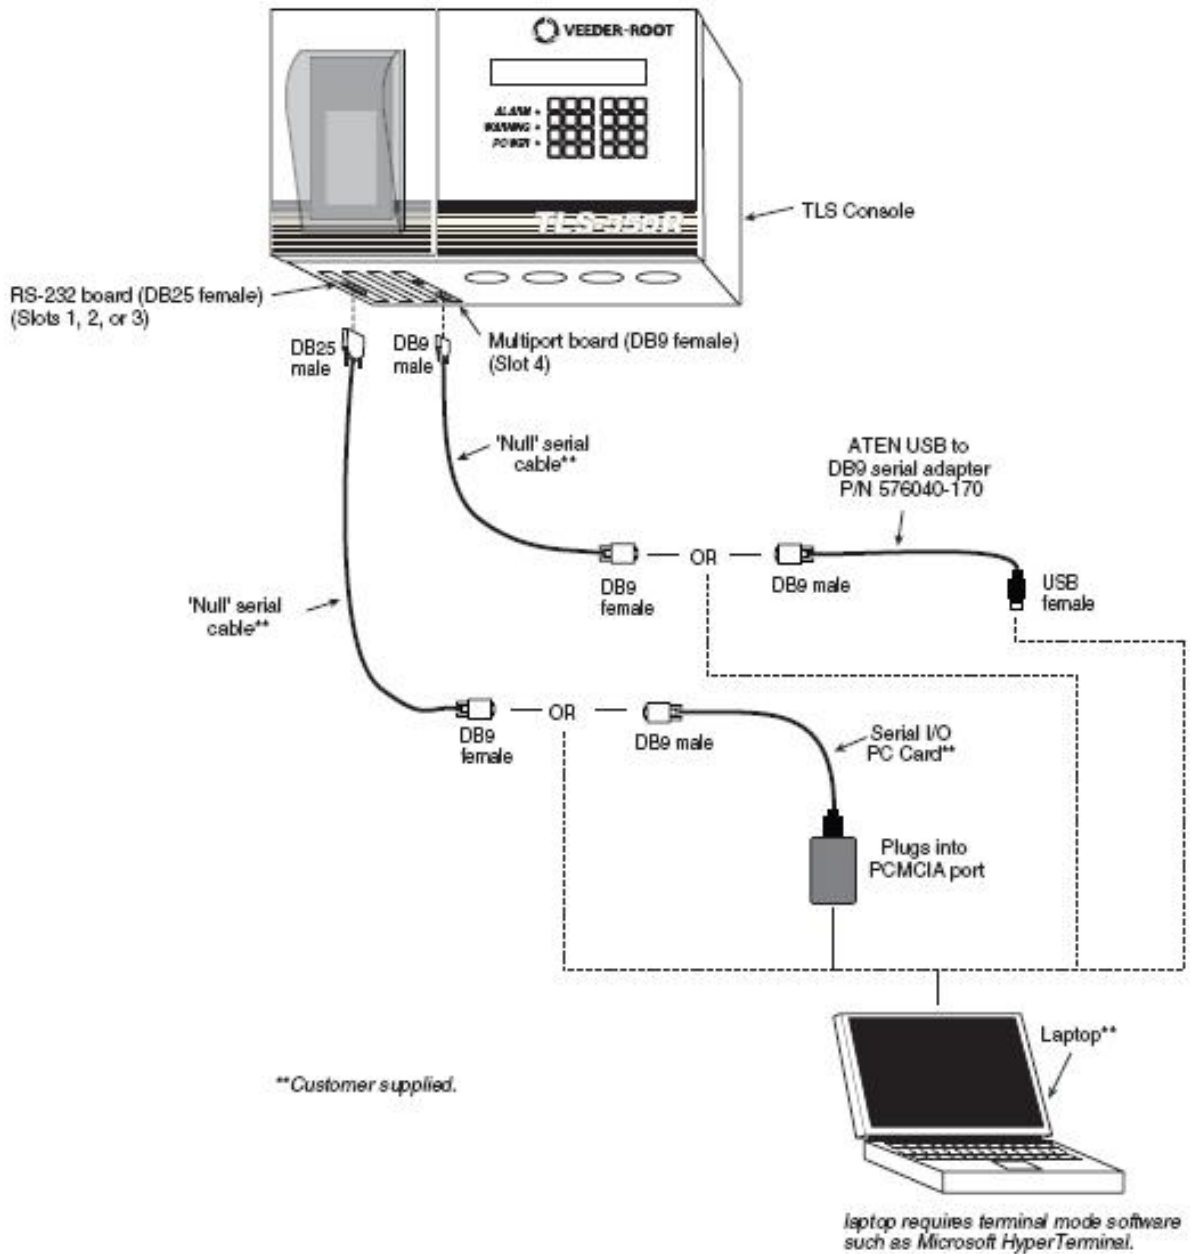 VEEDER-ROOT
ALARM
WARNING
POWER
TLS-350R
TLS Console
RS-232 board (DB25 female)
(Slots 1, 2, or 3)
DB25
male
DB9
male
Multiport board (DB9 female)
(Slot 4)
'Null' serial
cable**
ATEN USB to
DB9 serial adapter
P/N 576040-170
OR
DB9
female
DB9 male
USB
female
'Null' serial
cable**
OR
DB9
female
DB9 male
Serial I/O
PC Card**
Plugs into
PCMCIA port
Laptop**
**Customer supplied.
laptop requires terminal mode software
such as Microsoft HyperTerminal.